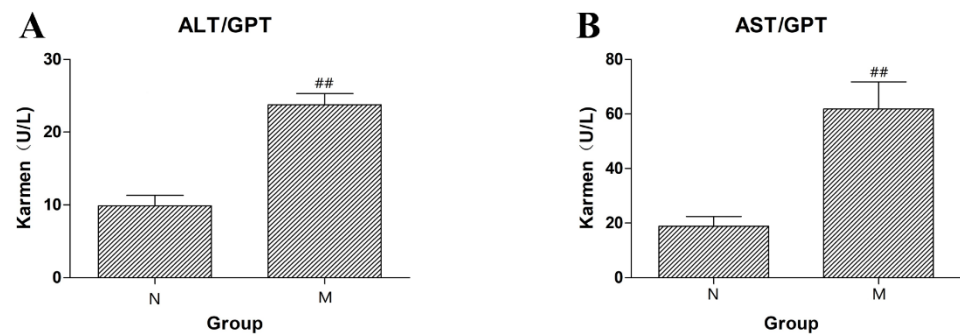 A
ALT/GPT
Karmen（U/L)
30
20
10
0
##
N
M
Group
B
AST/GPT
Karmen（U/L)
80
60
40
20
0
##
N
M
Group